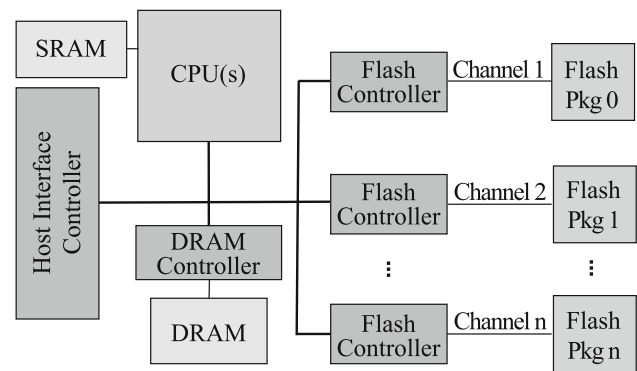 SRAM
CPU(s)
Host Interface
Controller
DRAM
Controller
DRAM
Flash
Controller
Channel 1
Flash
Pkg 0
Flash
Controller
Channel 2
Flash
Pkg 1
...
...
Flash
Controller
Channel n
Flash
Pkg n